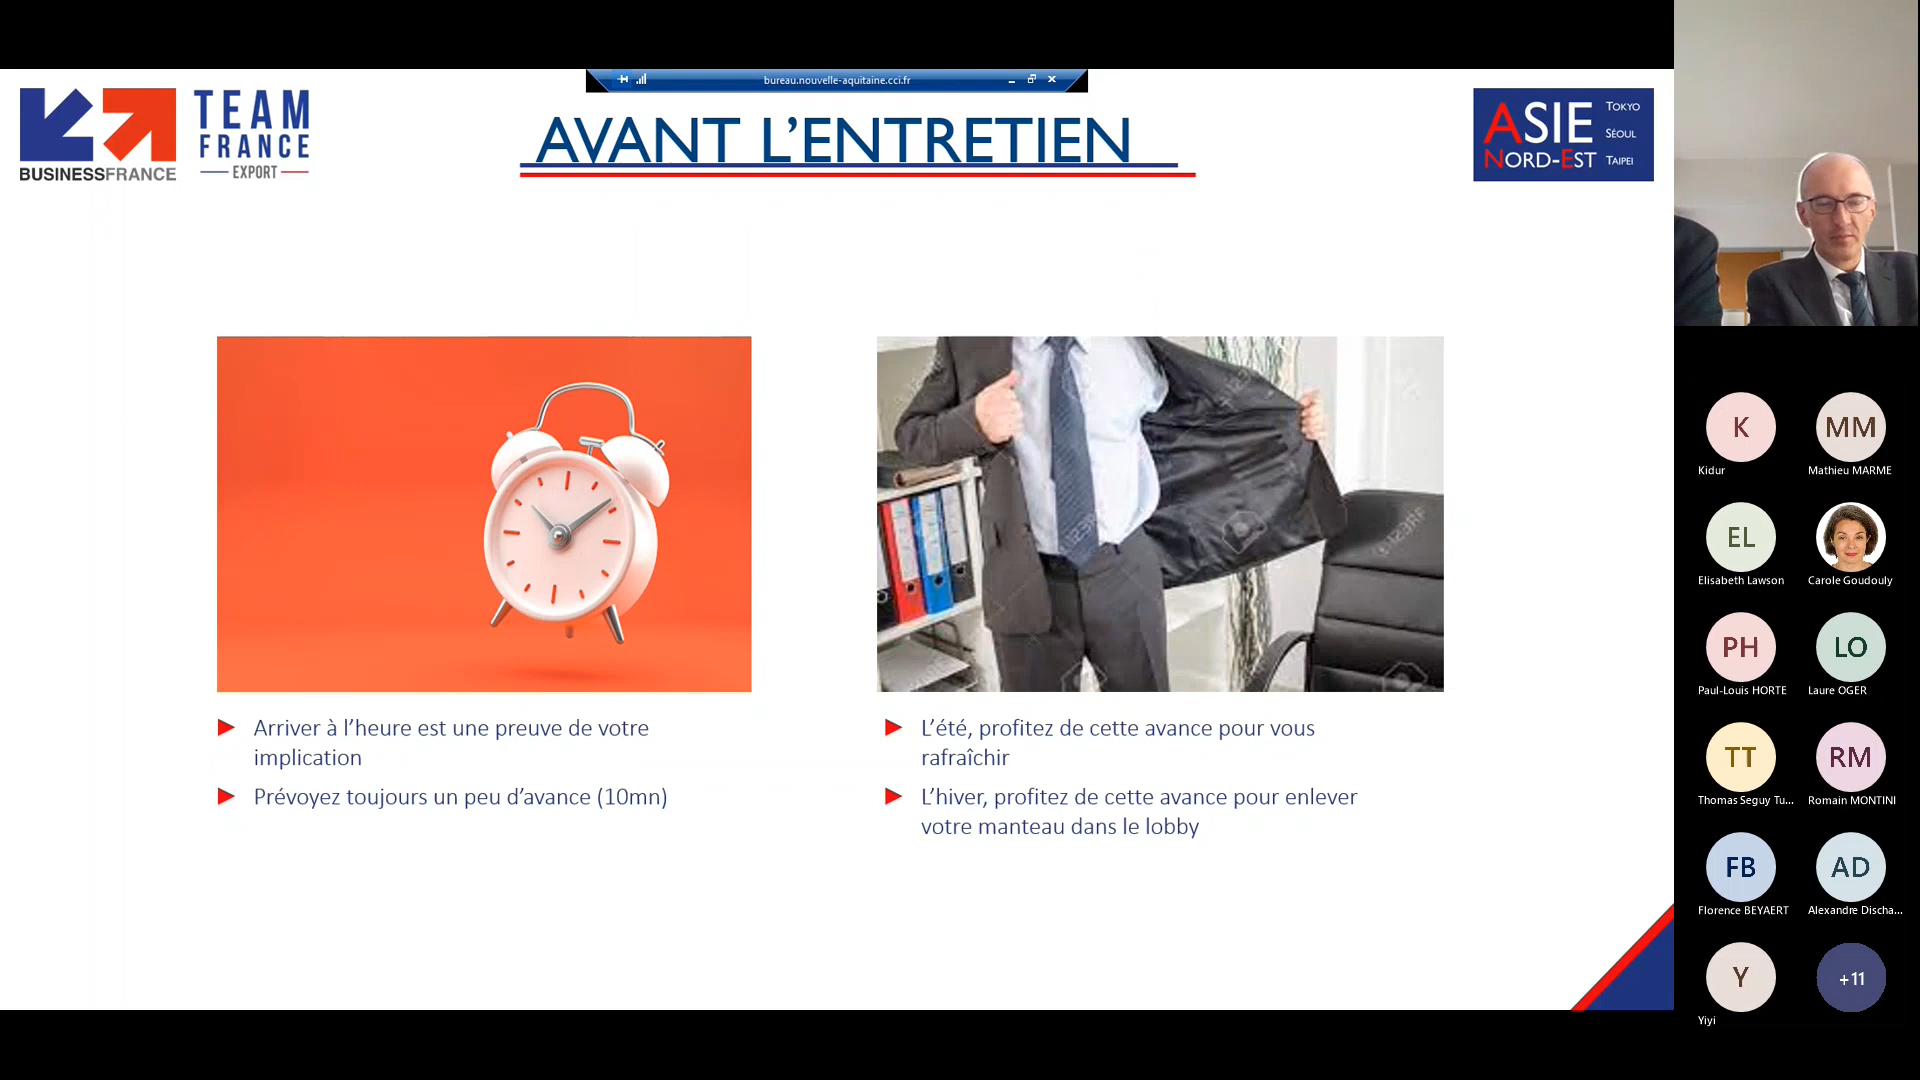 bureau.nouvelle-aquitaine.cci.fr
BUSINESSFRANCE
TEAM
FRANCE
EXPORT
AVANT L’ENTRETIEN
ASIE
NORD-EST
TOKYO
SÉOUL
TAIPEI
Arriver à l’heure est une preuve de votre
implication
Prévoyez toujours un peu d’avance (10mn)
L’été, profitez de cette avance pour vous
rafraîchir
L’hiver, profitez de cette avance pour enlever
votre manteau dans le lobby
K
Kidur
MM
Mathieu MARME
EL
Elisabeth Lawson
Carole Goudouly
PH
Paul-Louis HORTE
LO
Laure OGER
TT
Thomas Seguy Tu...
RM
Romain MONTINI
FB
Florence BEYAERT
AD
Alexandre Discha...
Y
Yiyi
+11